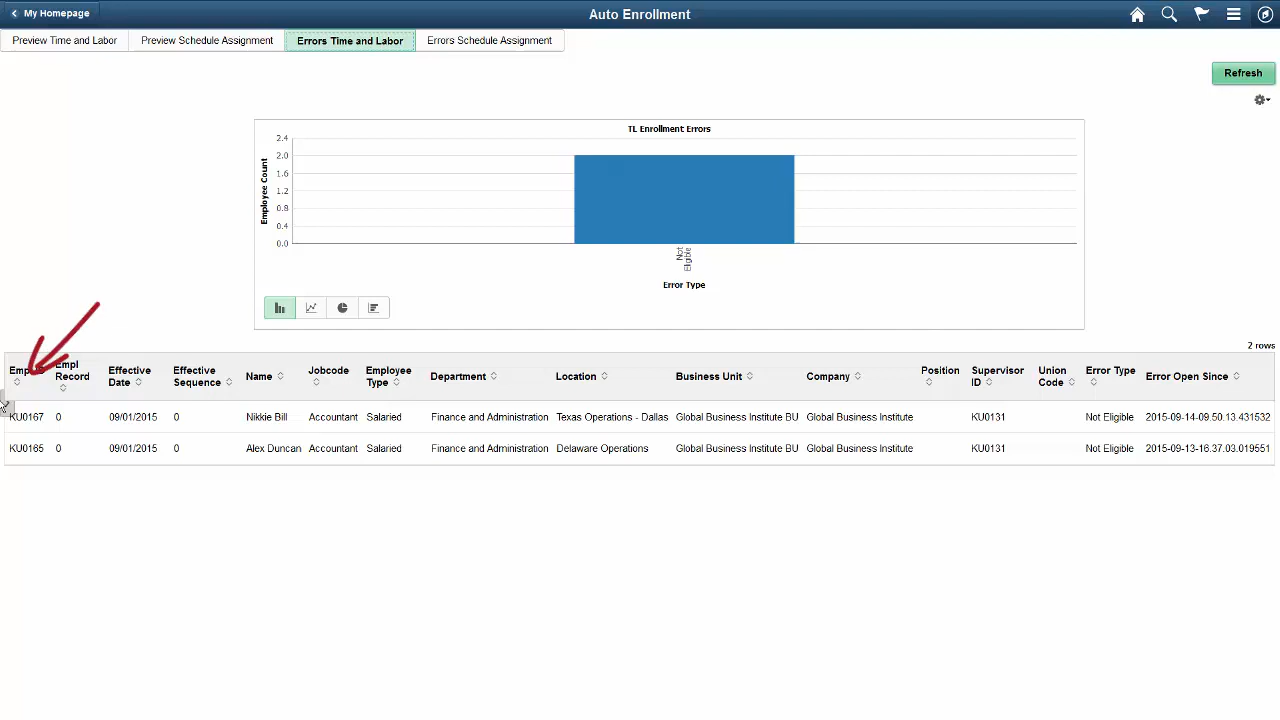 My Homepage
Auto Enrollment
Preview Time and Labor
Preview Schedule Assignment
Errors Time and Labor
Errors Schedule Assignment
Refresh
TL Enrollment Errors
Employee Count
2.4
2.0
1.6
1.2
0.8
0.4
0.0
Not
Eligible
Error Type
2 rows
Empl Record
Effective Date
Effective Sequence
Name
Jobcode
Employee Type
Department
Location
Business Unit
Company
Position
Supervisor ID
Union Code
Error Type
Error Open Since
KU0167 0 09/01/2015 0 Nikkie Bill Accountant Salaried Finance and Administration Texas Operations - Dallas Global Business Institute BU Global Business Institute KU0131 Not Eligible 2015-09-14-09.50.13.431532
KU0165 0 09/01/2015 0 Alex Duncan Accountant Salaried Finance and Administration Delaware Operations Global Business Institute BU Global Business Institute KU0131 Not Eligible 2015-09-13-16.37.03.019551